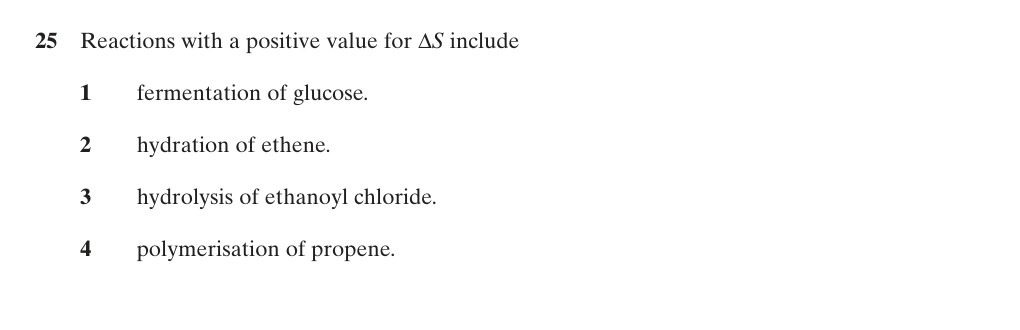 25 Reactions with a positive value for ΔS include
1 fermentation of glucose.
2 hydration of ethene.
3 hydrolysis of ethanoyl chloride.
4 polymerisation of propene.